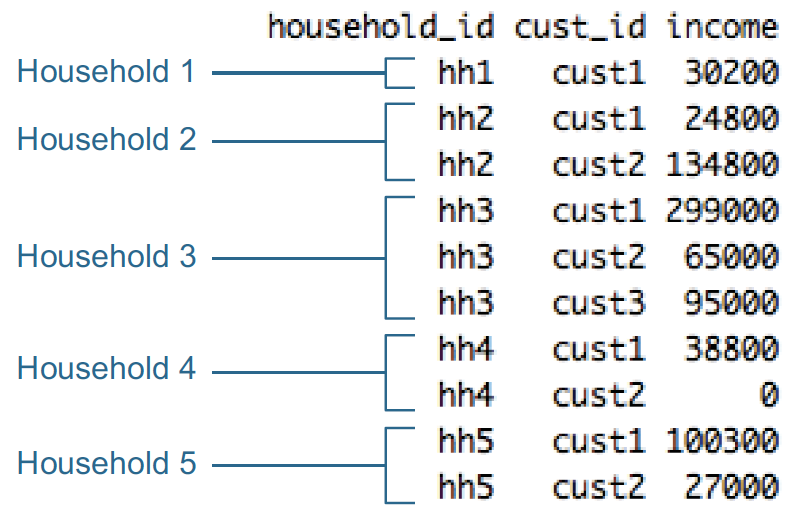 household_id cust_id income
Household 1 hh1 cust1 30200
hh2 cust1 24800
Household 2
hh2 cust2 134800
hh3 cust1 299000
Household 3 hh3 cust2 65000
hh3 cust3 95000
hh4 cust1 38800
Household 4
hh4 cust2 0
hh5 cust1 100300
Household 5
hh5 cust2 27000